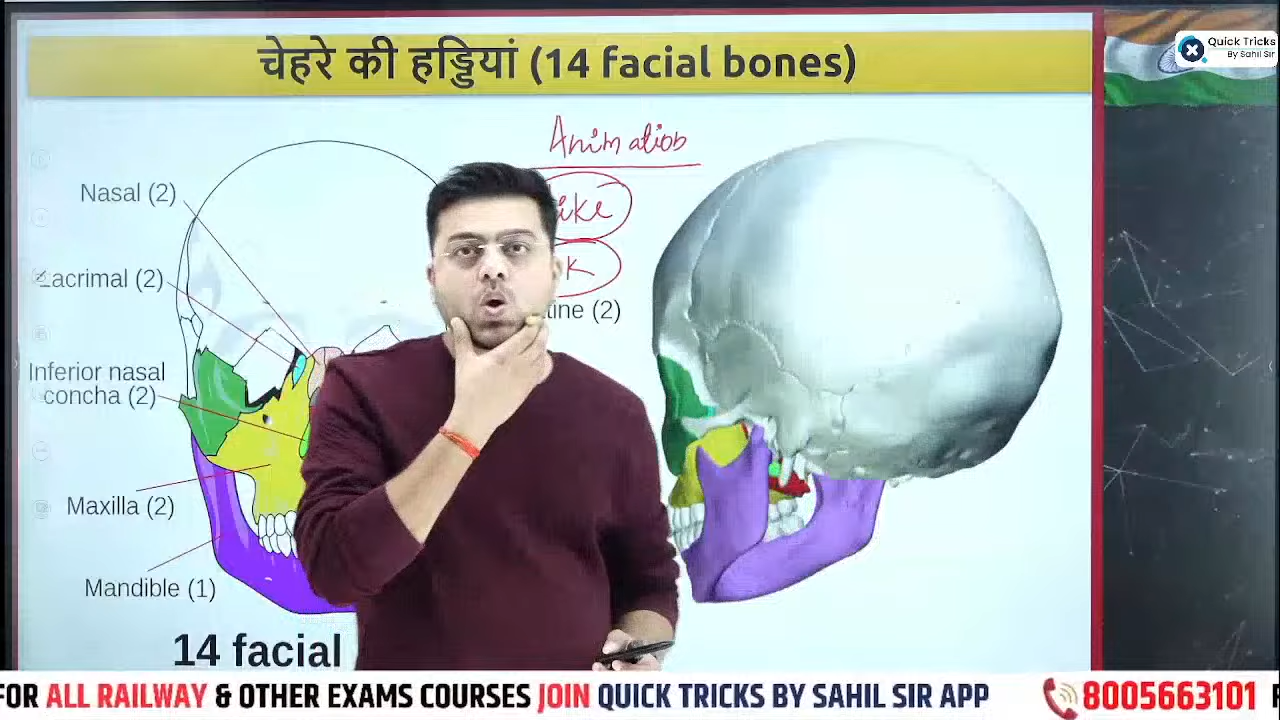 चेहरे की हड्डियां (14 facial bones)
Quick Tricks
By Sahil Sir
Animation
Nasal (2)
Lacrimal (2)
(2)
Inferior nasal
concha (2)
Maxilla (2)
Mandible (1)
14 facial
FOR ALL RAILWAY & OTHER EXAMS COURSES JOIN QUICK TRICKS BY SAHIL SIR APP
8005663101